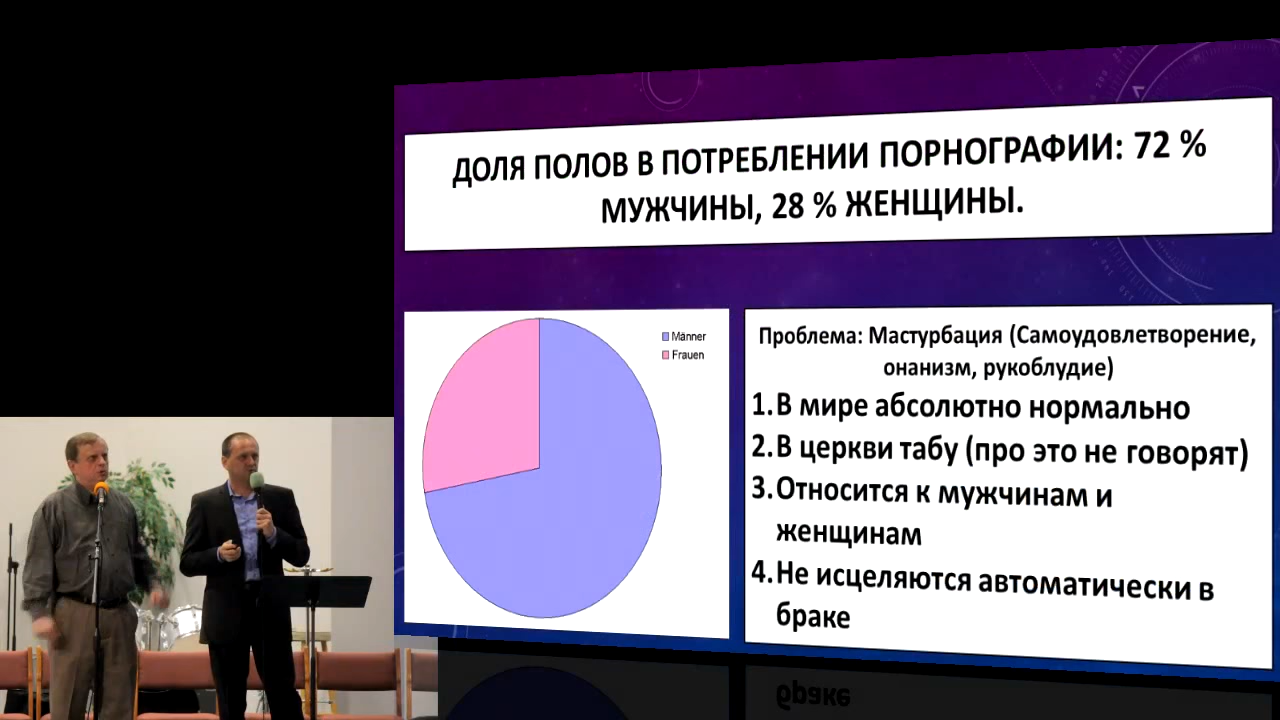 ДОЛЯ ПОЛОВ В ПОТРЕБЛЕНИИ ПОРНОГРАФИИ: 72 %
МУЖЧИНЫ, 28 % ЖЕНЩИНЫ.
Männer
Frauen
Проблема: Мастурбация (Самоудовлетворение,
онанизм, рукоблудие)
1.В мире абсолютно нормально
2.В церкви табу (про это не говорят)
3.Относится к мужчинам и
женщинам
4.Не исцеляются автоматически в
браке